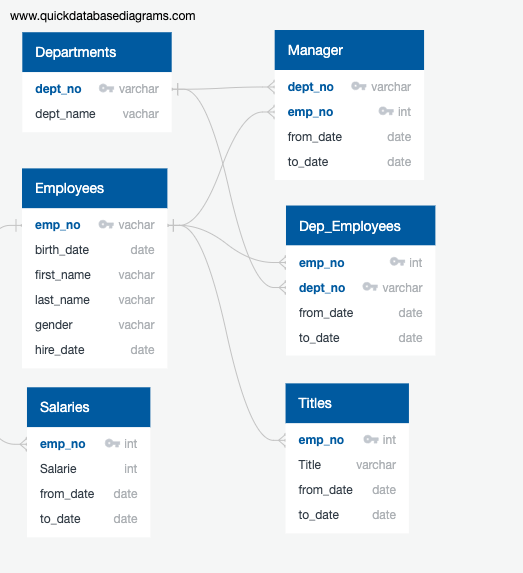 www.quickdatabasediagrams.com
Departments
dept_no varchar
dept_name vachar
Employees
emp_no vachar
birth_date date
first_name vachar
last_name vachar
gender vachar
hire_date date
Salaries
emp_no int
Salarie int
from_date date
to_date date
Manager
dept_no varchar
emp_no int
from_date date
to_date date
Dep_Employees
emp_no int
dept_no varchar
from_date date
to_date date
Titles
emp_no int
Title varchar
from_date date
to_date date